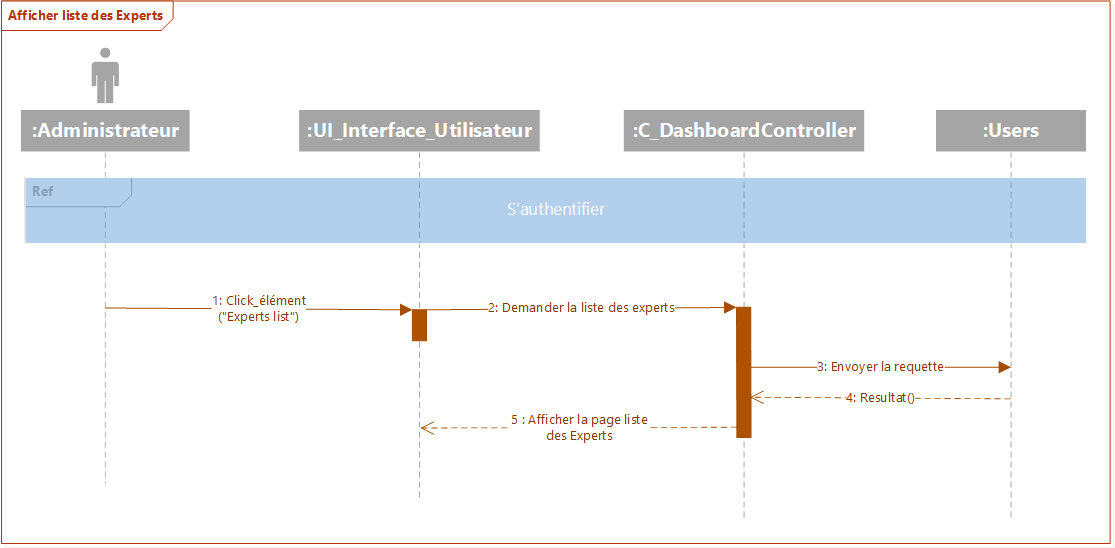 Afficher liste des Experts
:Administrateur
:UI_Interface_Utilisateur
:C_DashboardController
:Users
Ref
S'authentifier
1: Click_élément
("Experts list")
2: Demander la liste des experts
3: Envoyer la requette
4: Resultat()
5 : Afficher la page liste
des Experts